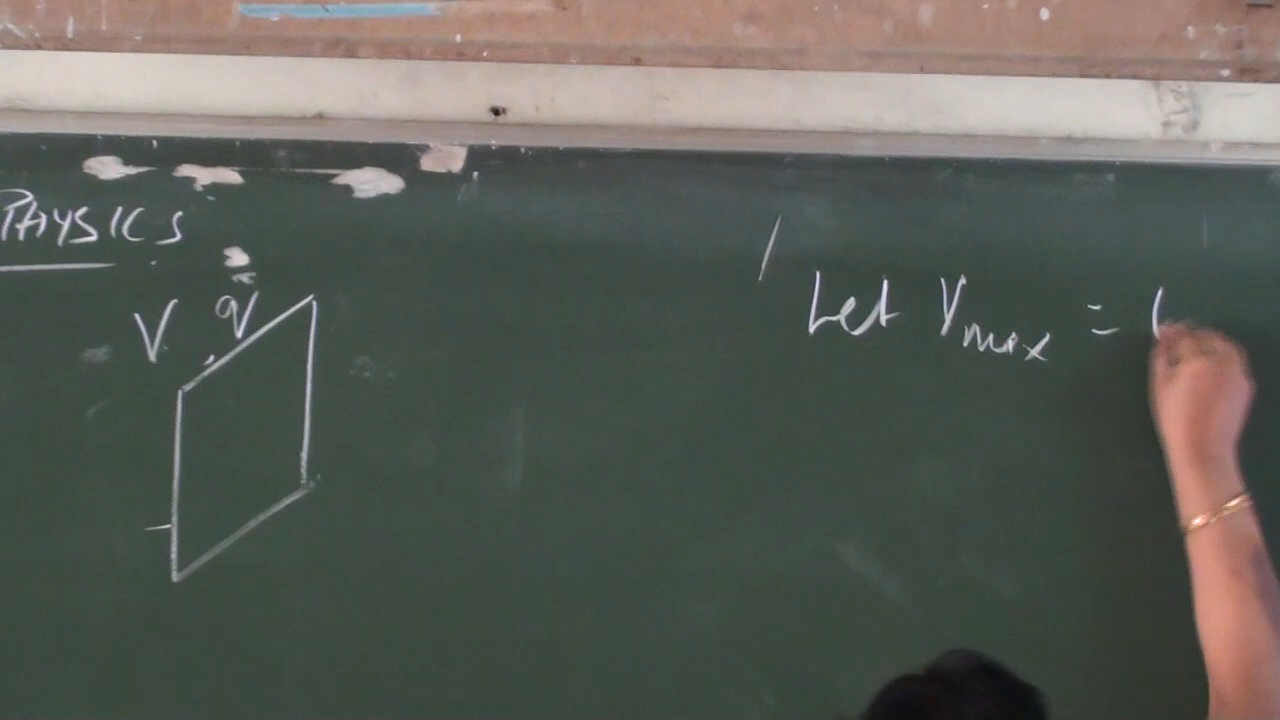 PHYSICS
V q
Let Vmax =